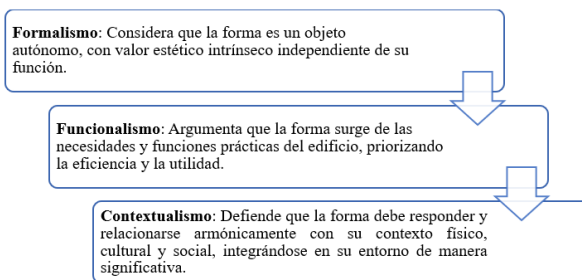 Formalismo: Considera que la forma es un objeto
autónomo, con valor estético intrínseco independiente de su
función.
Funcionalismo: Argumenta que la forma surge de las
necesidades y funciones prácticas del edificio, priorizando
la eficiencia y la utilidad.
Contextualismo: Defiende que la forma debe responder y
relacionarse armónicamente con su contexto físico,
cultural y social, integrándose en su entorno de manera
significativa.